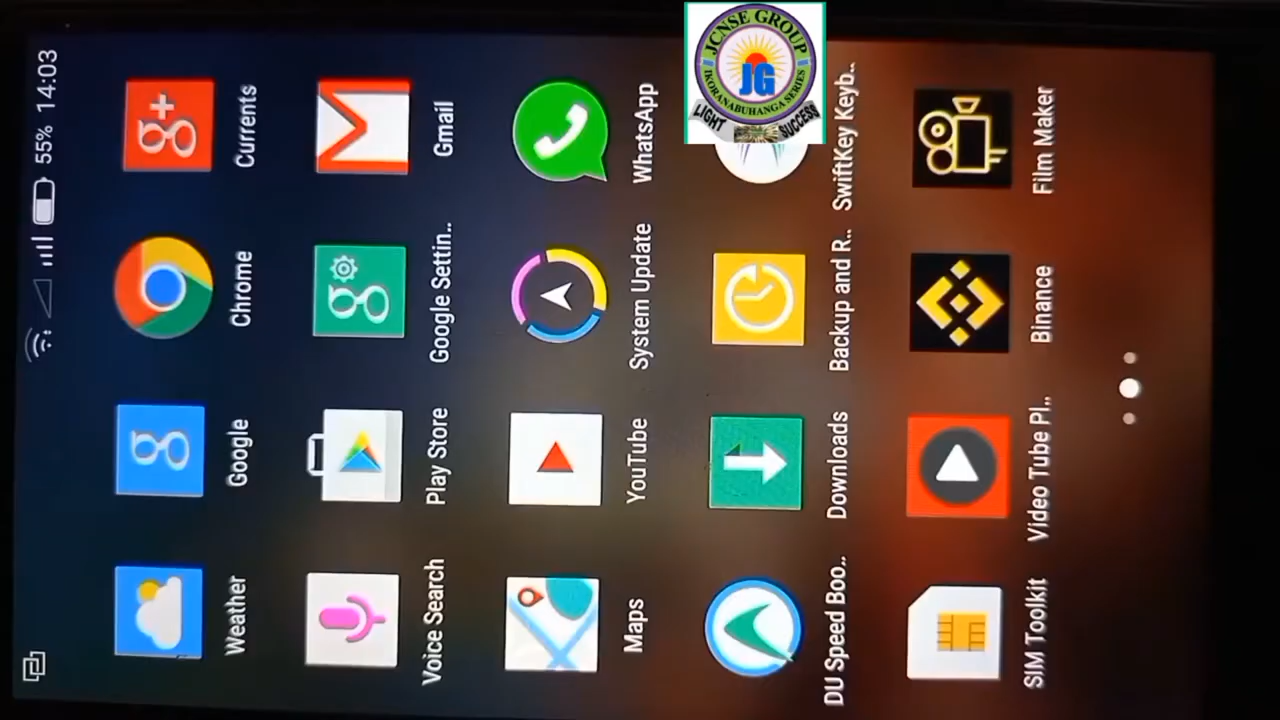 55% 14:03
Weather Google Chrome Currents
Voice Search Play Store Google Settin.. Gmail
Maps YouTube System Update WhatsApp
DU Speed Boo.. Downloads Backup and R.. SwiftKey Keyb..
SIM Toolkit Video Tube Pl.. Binance Film Maker
JCNSE GROUP
JG
IKORANABUHANGA SERIES
LIGHT SUCCESS